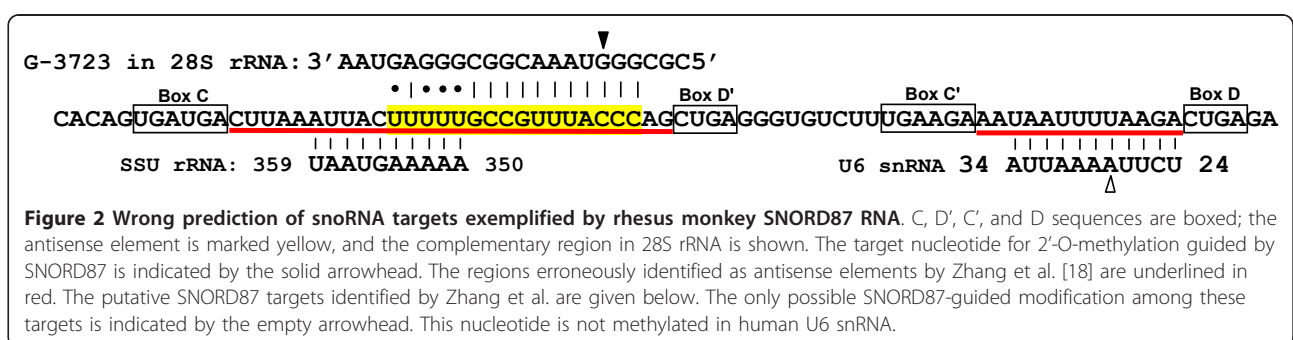 G-3723 in 28S rRNA: 3’ AAUGAGGGCGGCAAAUGGGCGC5’
Box C Box D’ Box C’ Box D
CACAGUGAUGACUUAAAUUACUUUUUGCCGUUUACCCAGCUGAGGGUGUCUUUGAAGAAAUAAUUUUAAGACUGAGA
SSU rRNA: 359 UAAUGAAAAA 350 U6 snRNA 34 AUUAAAAUUCU 24
Figure 2 Wrong prediction of snoRNA targets exemplified by rhesus monkey SNORD87 RNA. C, D’, C’, and D sequences are boxed; the
antisense element is marked yellow, and the complementary region in 28S rRNA is shown. The target nucleotide for 2’-O-methylation guided by
SNORD87 is indicated by the solid arrowhead. The regions erroneously identified as antisense elements by Zhang et al. [18] are underlined in
red. The putative SNORD87 targets identified by Zhang et al. are given below. The only possible SNORD87-guided modification among these
targets is indicated by the empty arrowhead. This nucleotide is not methylated in human U6 snRNA.